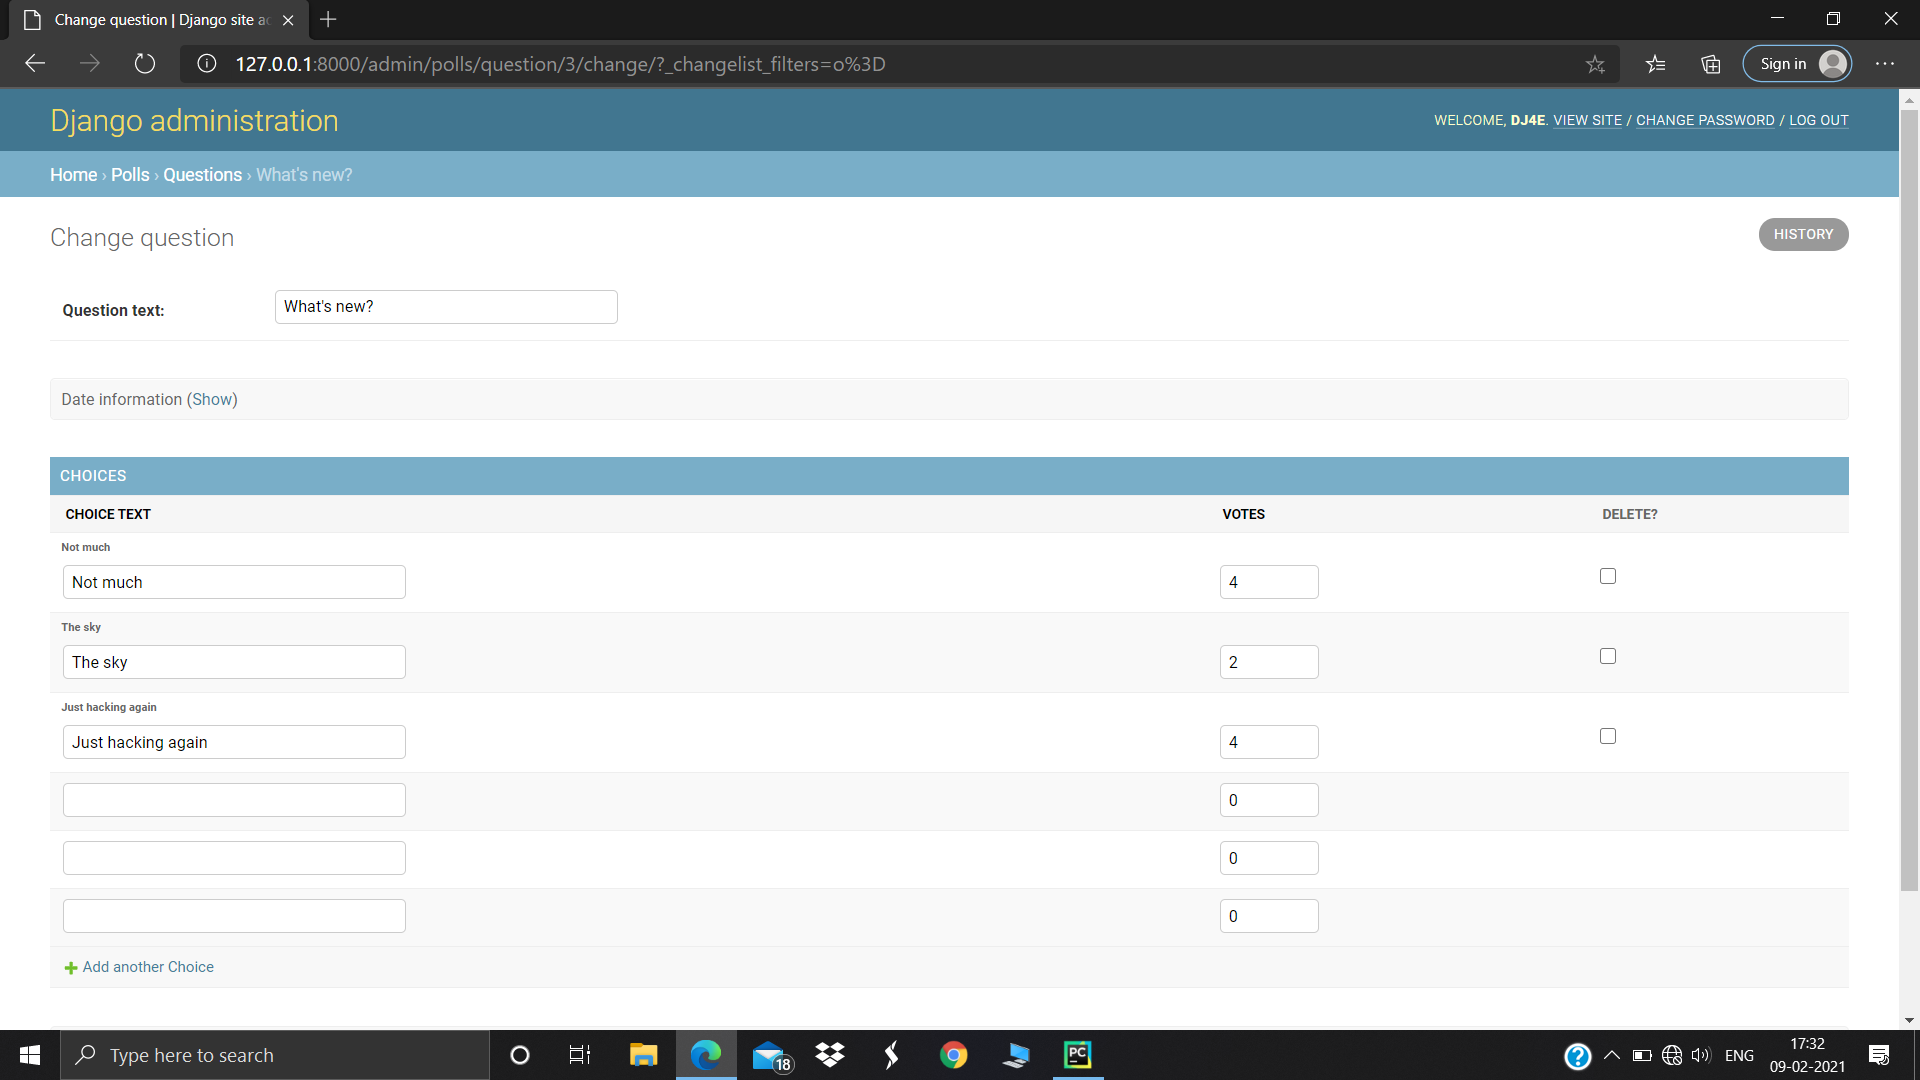 Change question | Django site ac
127.0.0.1:8000/admin/polls/question/3/change/?_changelist_filters=o%3D
Sign in
Django administration
WELCOME, DJ4E. VIEW SITE / CHANGE PASSWORD / LOG OUT
Home › Polls › Questions › What's new?
Change question
HISTORY
Question text:
What's new?
Date information (Show)
CHOICES
CHOICE TEXT VOTES DELETE?
Not much
Not much 4
The sky
The sky 2
Just hacking again
Just hacking again 4
0
0
0
Add another Choice
Type here to search
18
PC
ENG
17:32
09-02-2021